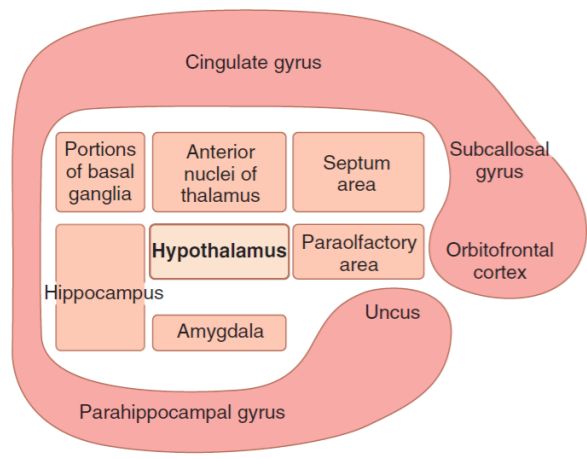 Cingulate gyrus
Portions
of basal
ganglia
Anterior
nuclei of
thalamus
Septum
area
Subcallosal
gyrus
Hypothalamus
Paraolfactory
area
Orbitofrontal
cortex
Hippocampus
Amygdala
Uncus
Parahippocampal gyrus